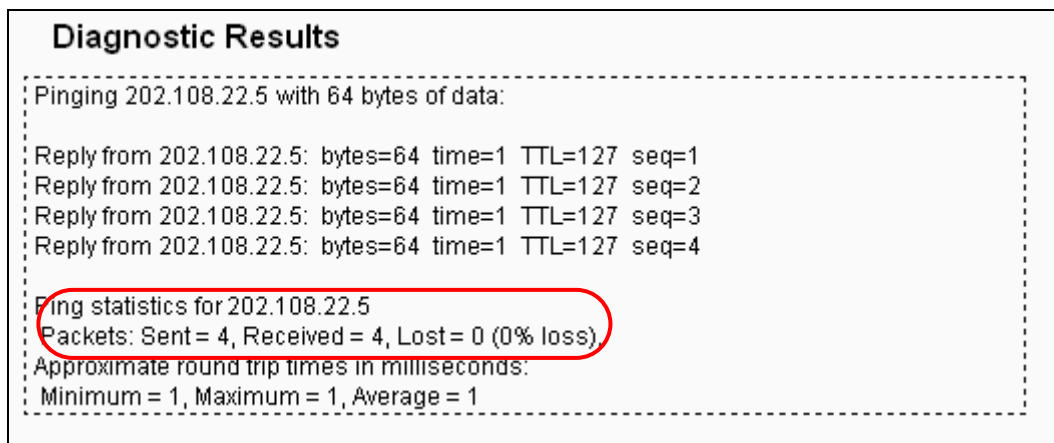 Diagnostic Results
Pinging 202.108.22.5 with 64 bytes of data:
Reply from 202.108.22.5: bytes=64 time=1 TTL=127 seq=1
Reply from 202.108.22.5: bytes=64 time=1 TTL=127 seq=2
Reply from 202.108.22.5: bytes=64 time=1 TTL=127 seq=3
Reply from 202.108.22.5: bytes=64 time=1 TTL=127 seq=4
Ping statistics for 202.108.22.5
Packets: Sent = 4, Received = 4, Lost = 0 (0% loss),
Approximate round trip times in milliseconds:
Minimum = 1, Maximum = 1, Average = 1